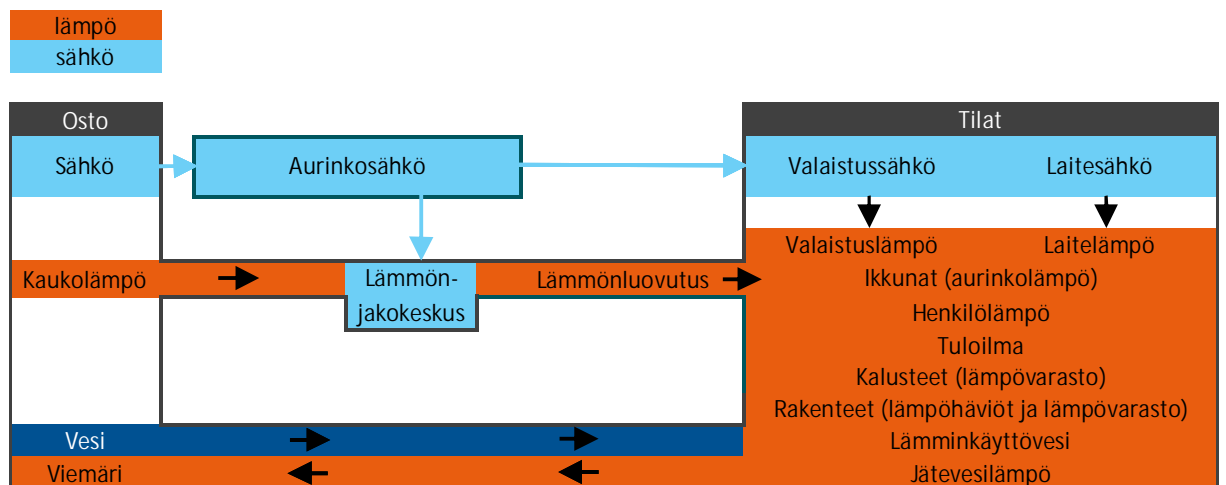 lämpö
sähkö
Osto
Tilat
Sähkö
Aurinkosähkö
Valaistussähkö
Laitesähkö
Valaistuslämpö
Laitelämpö
Kaukolämpö
Lämmön-
jakokeskus
Lämmönluovutus
Ikkunat (aurinkolämpö)
Henkilölämpö
Tuloilma
Kalusteet (lämpövarasto)
Rakenteet (lämpöhäviöt ja lämpövarasto)
Vesi
Lämminkäyttövesi
Viemäri
Jätevesilämpö